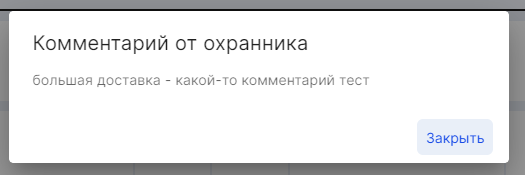 Комментарий от охранника
большая доставка - какой-то комментарий тест
Закрыть